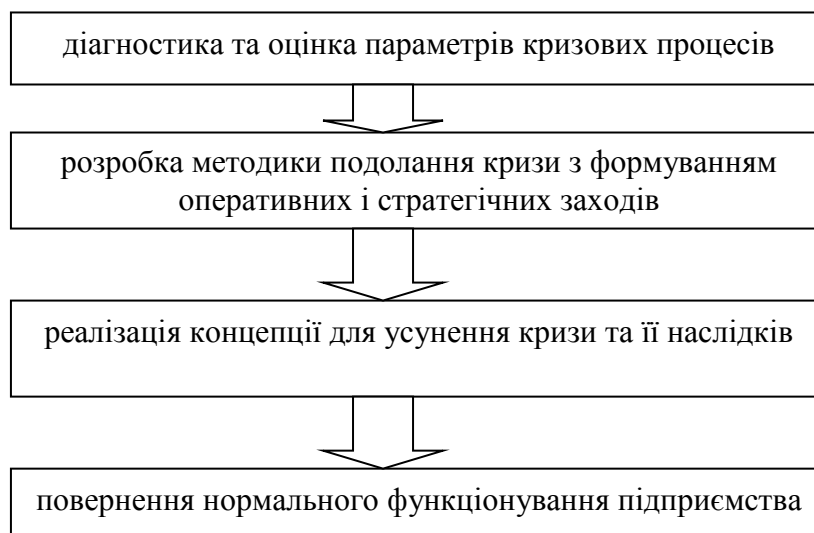 діагностика та оцінка параметрів кризових процесів
розробка методики подолання кризи з формуванням
оперативних і стратегічних заходів
реалізація концепції для усунення кризи та її наслідків
повернення нормального функціонування підприємства